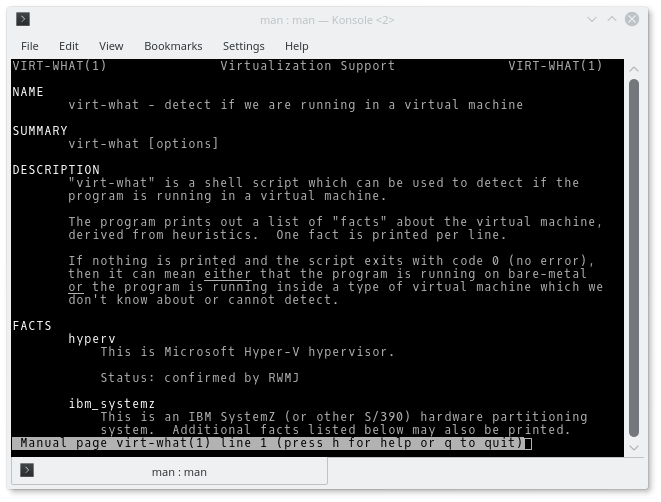 man : man — Konsole <2>
File Edit View Bookmarks Settings Help
VIRT-WHAT(1) Virtualization Support VIRT-WHAT(1)
NAME
virt-what - detect if we are running in a virtual machine
SUMMARY
virt-what [options]
DESCRIPTION
"virt-what" is a shell script which can be used to detect if the
program is running in a virtual machine.
The program prints out a list of "facts" about the virtual machine,
derived from heuristics.  One fact is printed per line.
If nothing is printed and the script exits with code 0 (no error),
then it can mean either that the program is running on bare-metal
or the program is running inside a type of virtual machine which we
don't know about or cannot detect.
FACTS
hyperv
This is Microsoft Hyper-V hypervisor.
Status: confirmed by RWMJ
ibm_systemz
This is an IBM SystemZ (or other S/390) hardware partitioning
system.  Additional facts listed below may also be printed.
Manual page virt-what(1) line 1 (press h for help or q to quit)
man : man